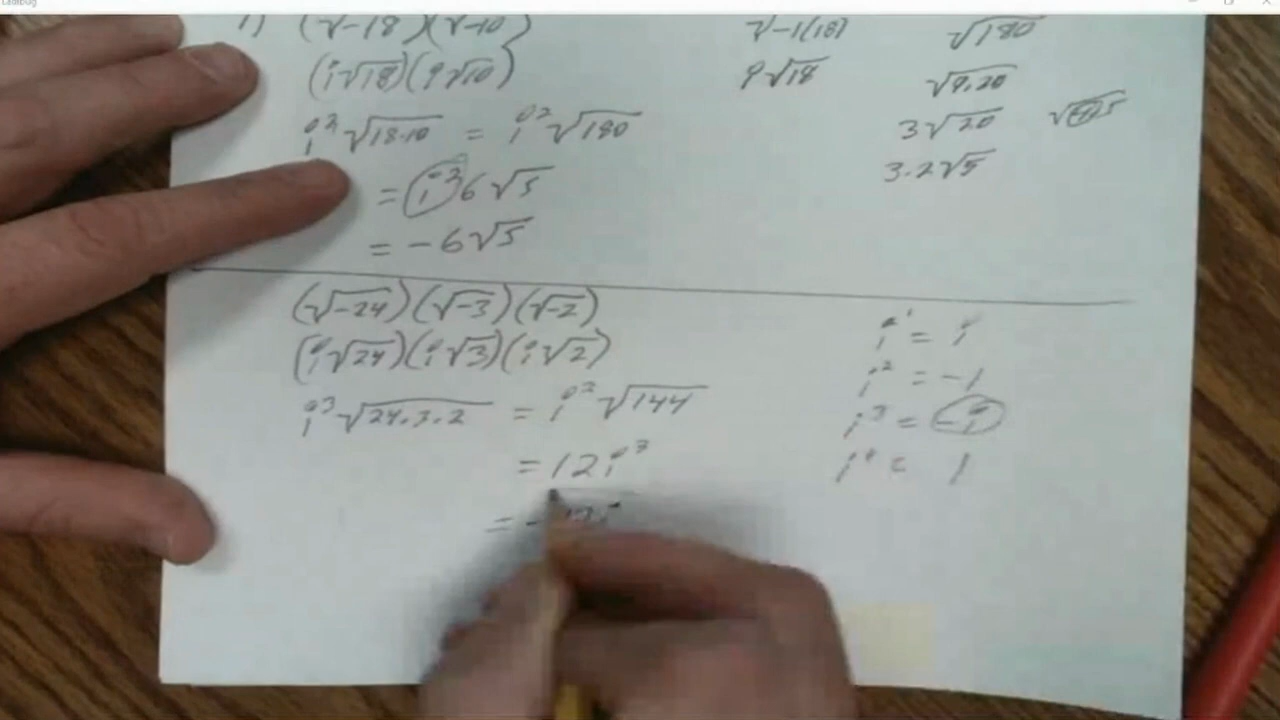 1) (√-18)(√-10) √-1(18) √180
(i√18)(i√10) i√18 √9.20
i²√18.10 = i²√180 3√20
= i²6√5 3.2√5
= -6√5
(√-24)(√-3)(√-2)
(i√24)(i√3)(i√2) i¹ = i
i³√24.3.2 = i³√144 i² = -1
= 12i³ i³ = -i
= -12i i⁴ = 1